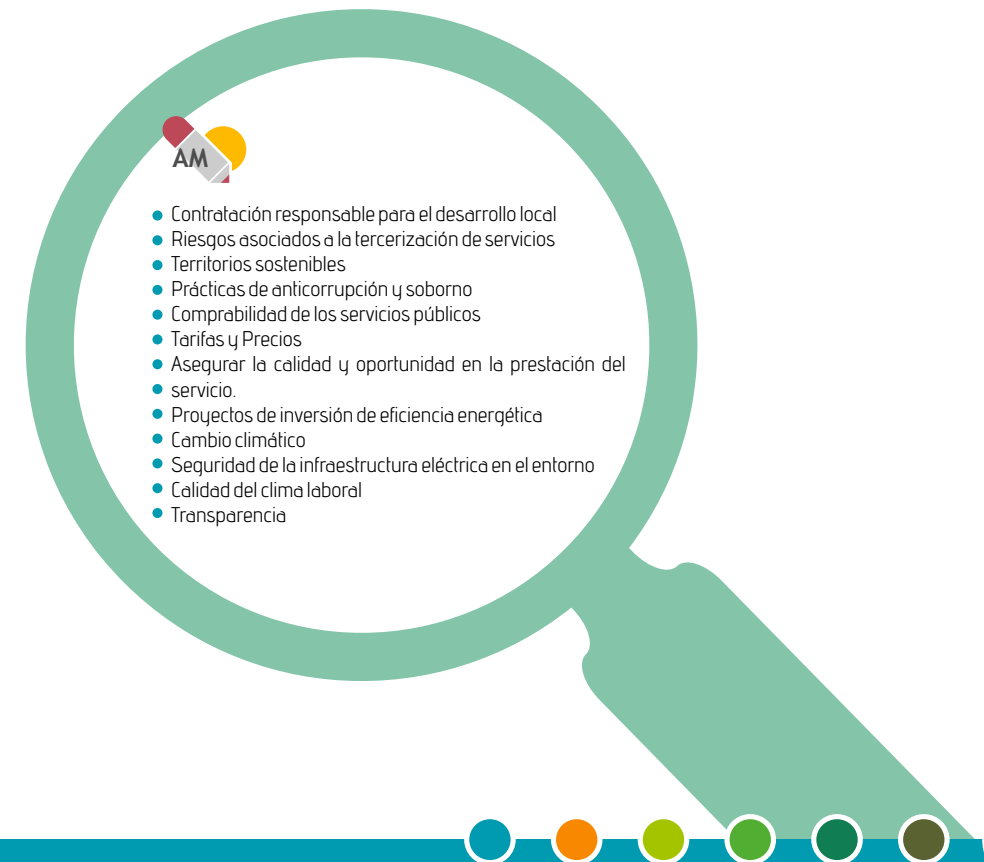 AM
Contratación responsable para el desarrollo local
Riesgos asociados a la tercerización de servicios
Territorios sostenibles
Prácticas de anticorrupción y soborno
Comprabilidad de los servicios públicos
Tarifas y Precios
Asegurar la calidad y oportunidad en la prestación del
servicio.
Proyectos de inversión de eficiencia energética
Cambio climático
Seguridad de la infraestructura eléctrica en el entorno
Calidad del clima laboral
Transparencia